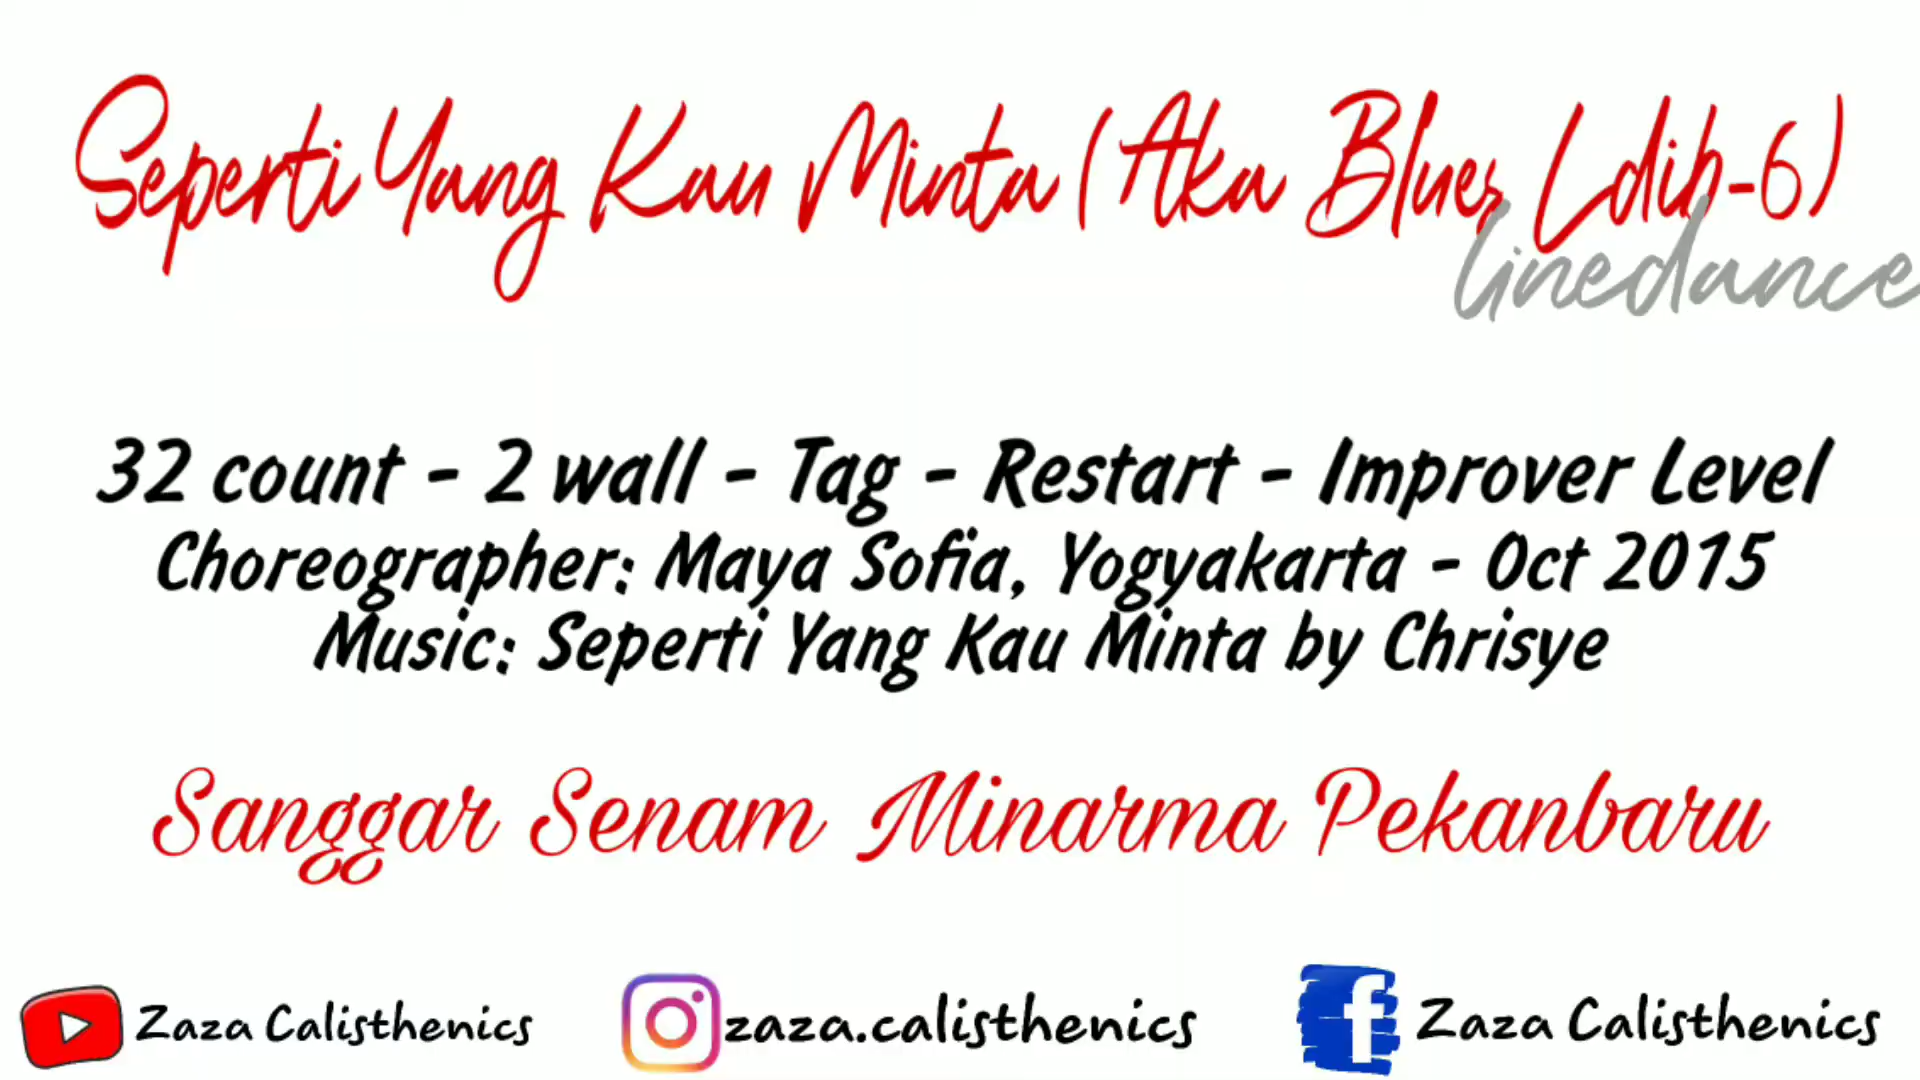 Seperti Yang Kau Minta (Aka Blues Ldih-6)
linedance
32 count - 2 wall - Tag - Restart - Improver Level
Choreographer: Maya Sofia, Yogyakarta - Oct 2015
Music: Seperti Yang Kau Minta by Chrisye
Sanggar Senam Minarma Pekanbaru
Zaza Calisthenics
zaza.calisthenics
Zaza Calisthenics